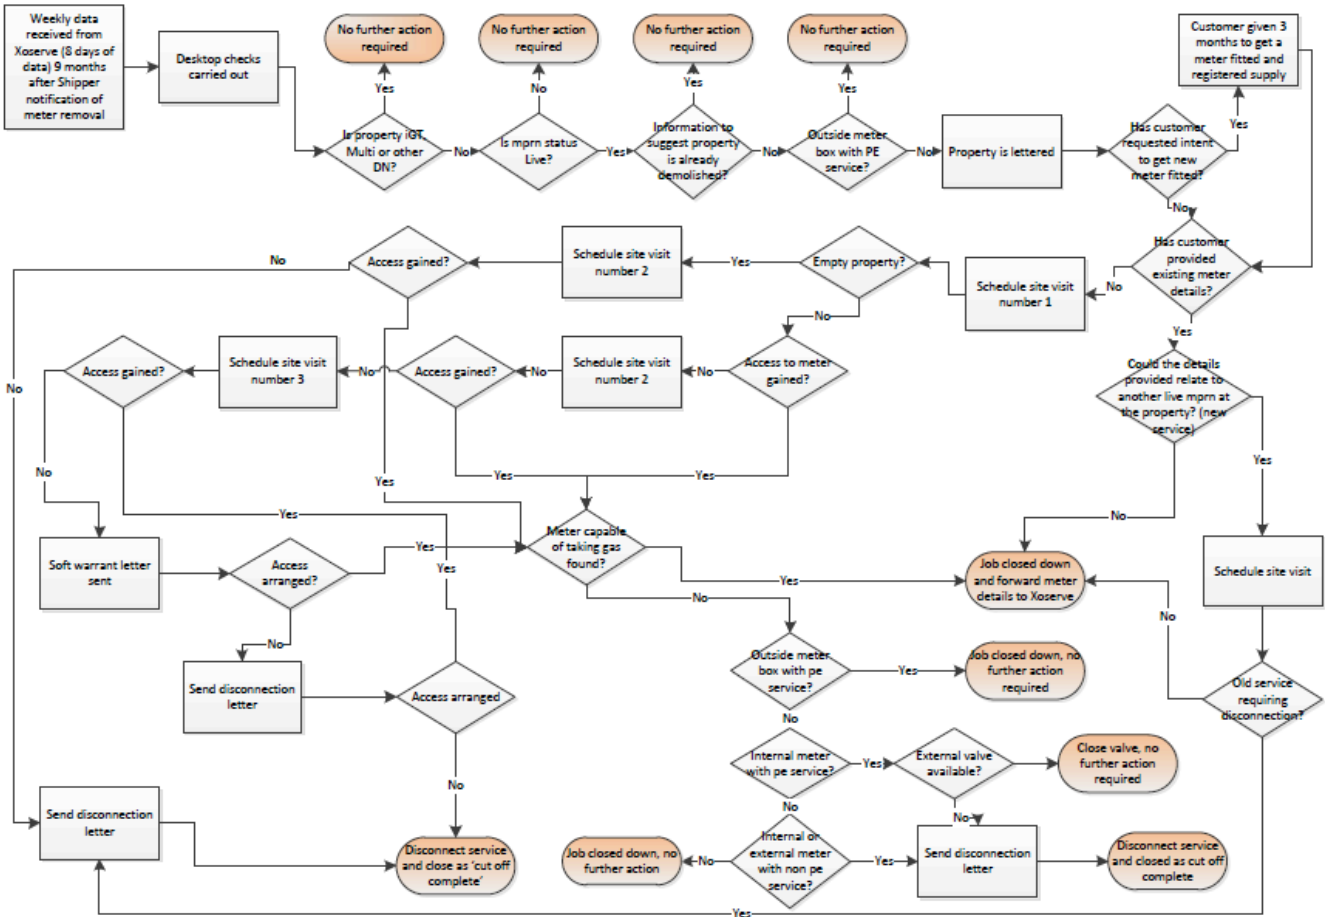 Weekly data
received from
Xoserve (8 days of
data) 9 months
after Shipper
notification of
meter removal
Desktop checks
carried out
No further action
required
No further action
required
No further action
required
No further action
required
Customer given 3
months to get a
meter fitted and
registered supply
Yes
No
Yes
Yes
Yes
Is property iGT,
Multi or other
DN?
No
Is mprn status
Live?
Yes
Information to
suggest property
is already
demolished?
No
Outside meter
box with PE
service?
No
Property is lettered
Has customer
requested intent
to get new
meter fitted?
No
Has customer
provided
existing meter
details?
No
Schedule site visit
number 1
Empty property?
Yes
Schedule site visit
number 2
Access gained?
No
No
Yes
No
Access to meter
gained?
No
Schedule site visit
number 2
Access gained?
No
Schedule site visit
number 3
Access gained?
Could the details
provided relate to
another live mprn at
the property? (new
service)
No
Yes
Yes
Yes
Yes
Yes
No
Yes
Soft warrant letter
sent
Access
arranged?
Yes
Yes
Meter capable
of taking gas
found?
Yes
Job closed down
and forward meter
details to Xoserve
Schedule site visit
No
No
No
Send disconnection
letter
Access arranged
Outside meter
box with pe
service?
Yes
Job closed down, no
further action
required
Old service
requiring
disconnection?
No
Internal meter
with pe service?
Yes
External valve
available?
Close valve, no
further action
required
No
No
No
Send disconnection
letter
Disconnect service
and close as 'cut off
complete'
Job closed down, no
further action
No
Internal or
external meter
with non pe
service?
Yes
Send disconnection
letter
Disconnect service
and closed as cut off
complete
Yes